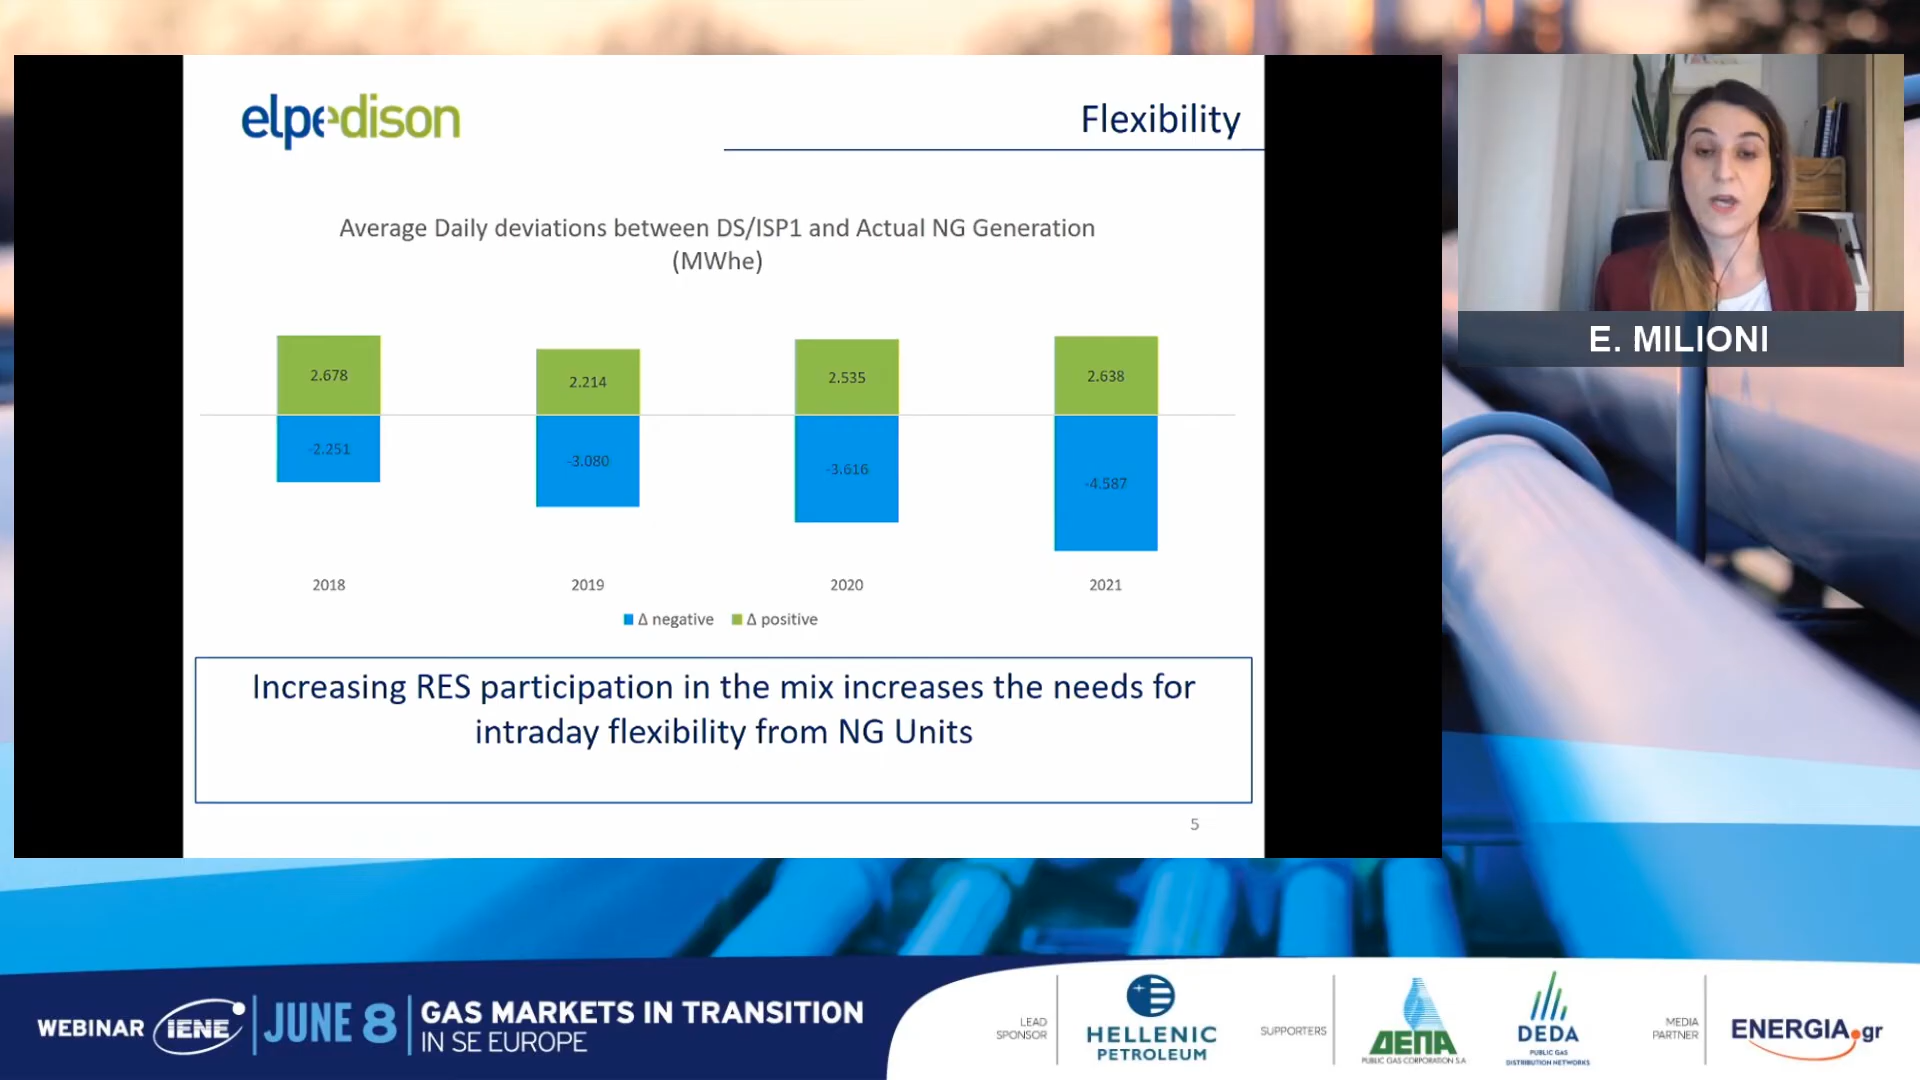 elpedison
Flexibility
Average Daily deviations between DS/ISP1 and Actual NG Generation
(MWhe)
2.678
2.214
2.535
2.638
-2.251
-3.080
-3.616
-4.587
2018
2019
2020
2021
Δ negative
Δ positive
Increasing RES participation in the mix increases the needs for
intraday flexibility from NG Units
5
E. MILIONI
WEBINAR
IENE
JUNE 8
GAS MARKETS IN TRANSITION
IN SE EUROPE
LEAD
SPONSOR
HELLENIC
PETROLEUM
SUPPORTERS
ΔΕΠΑ
PUBLIC GAS CORPORATION S.A
DEDA
PUBLIC GAS
DISTRIBUTION NETWORKS
MEDIA
PARTNER
ENERGIA.gr